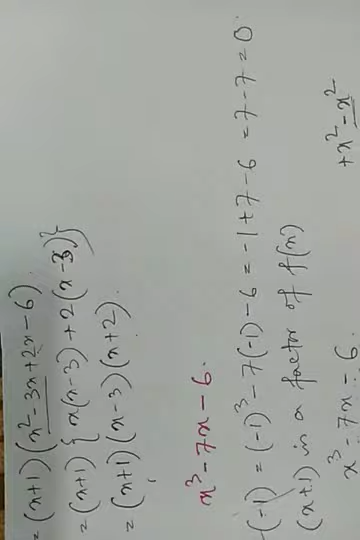 = (x+1) (x² - 3x + 2x - 6)
= (x+1) { x(x-3) + 2(x-3) }
= (x+1) (x-3) (x+2).
x³ - 7x - 6.
(-1) = (-1)³ - 7(-1) - 6 = -1 + 7 - 6 = 7 - 7 = 0.
(x+1) is a factor of f(x)
x³ - 7x - 6. + x² - x²